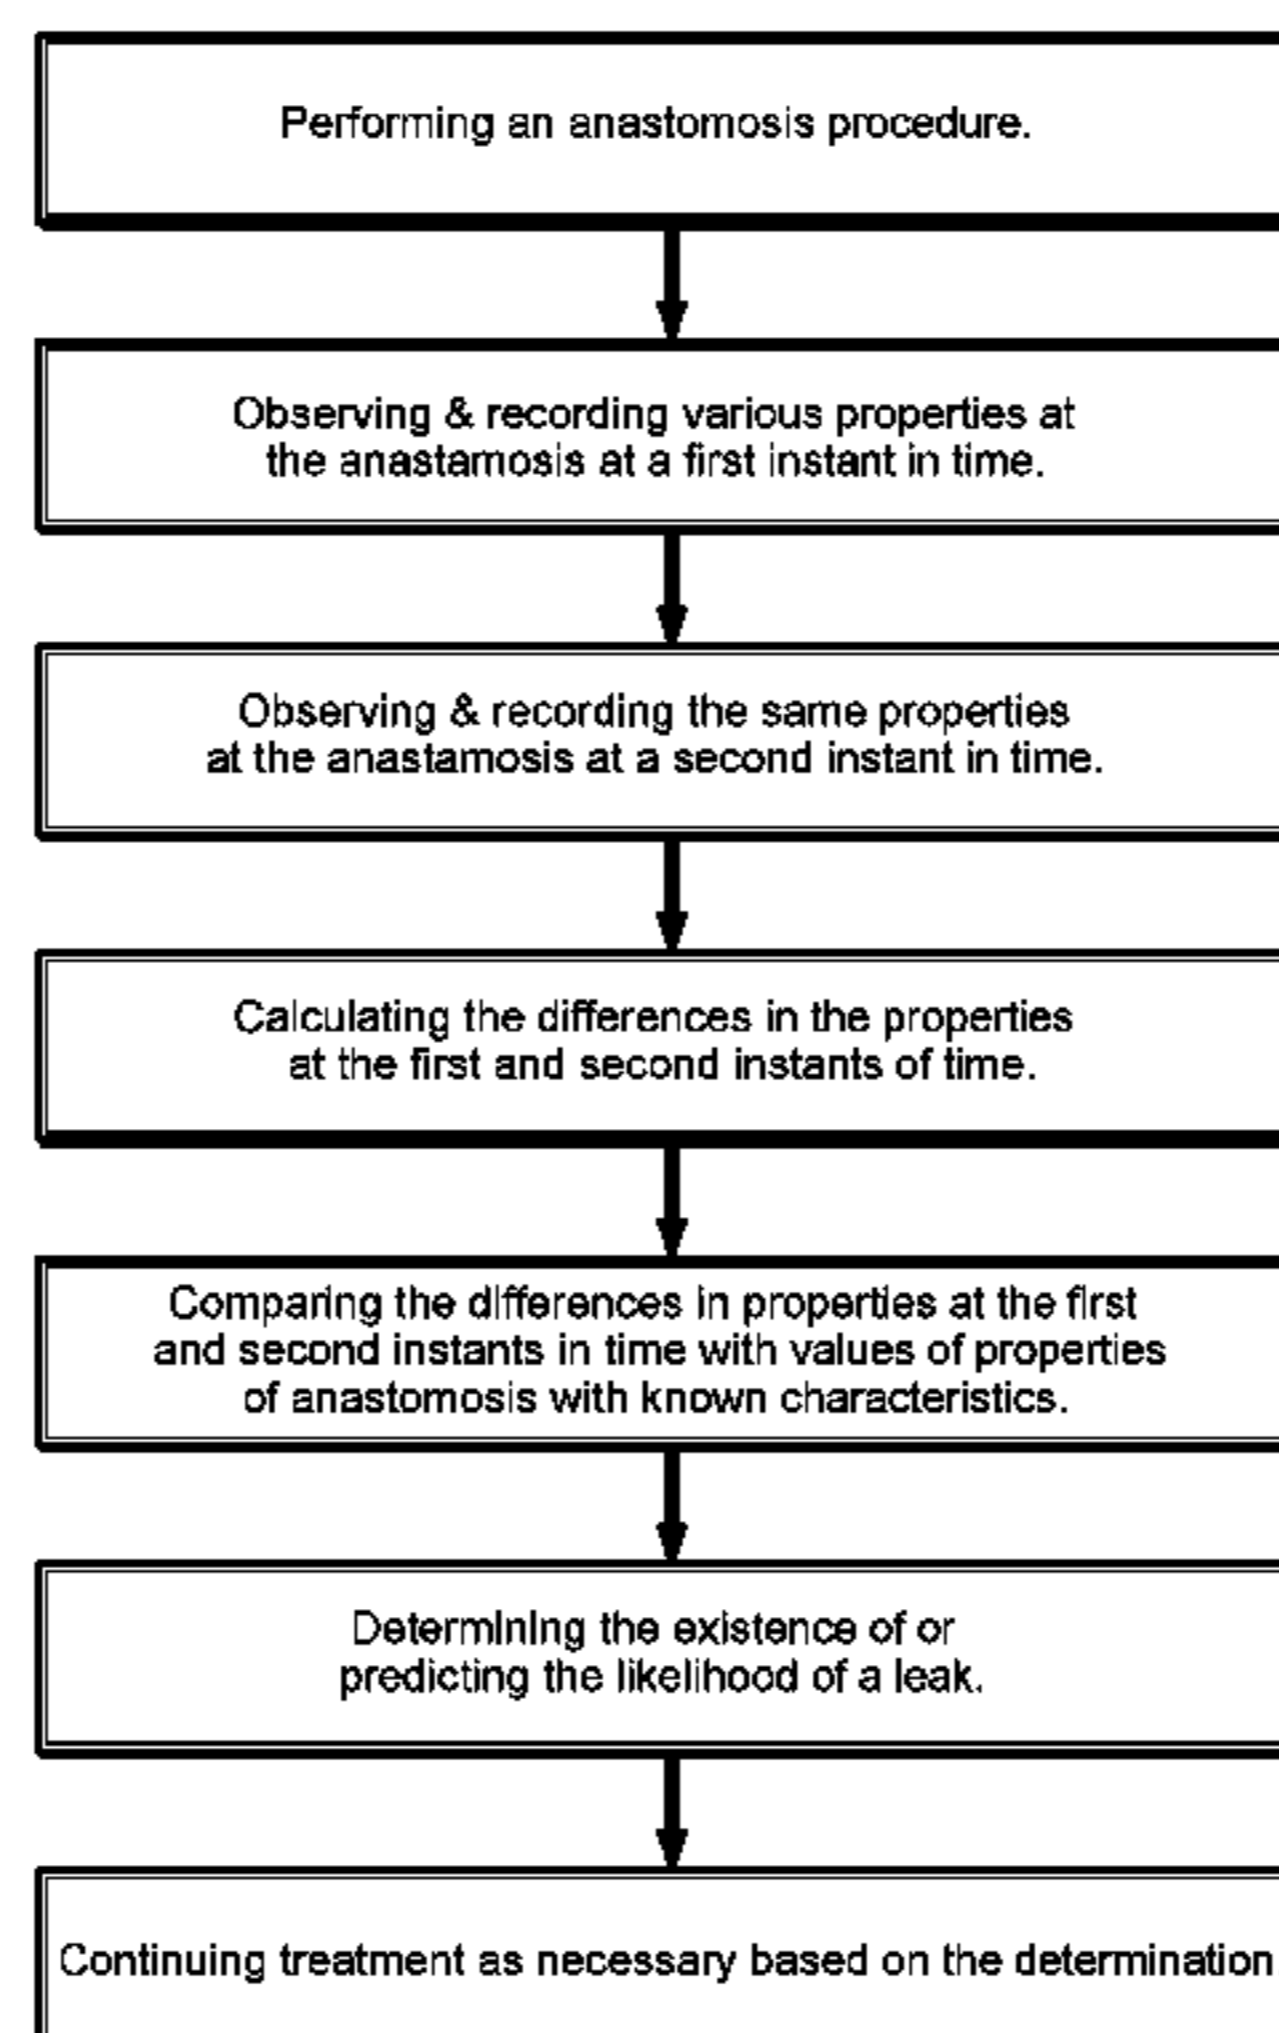 Performing an anastomosis procedure.
Observing & recording various properties at
the anastamosis at a first instant in time.
Observing & recording the same properties
at the anastamosis at a second instant in time.
Calculating the differences in the properties
at the first and second instants of time.
Comparing the differences in properties at the first
and second instants in time with values of properties
of anastomosis with known characteristics.
Determining the existence of or
predicting the likelihood of a leak.
Continuing treatment as necessary based on the determination